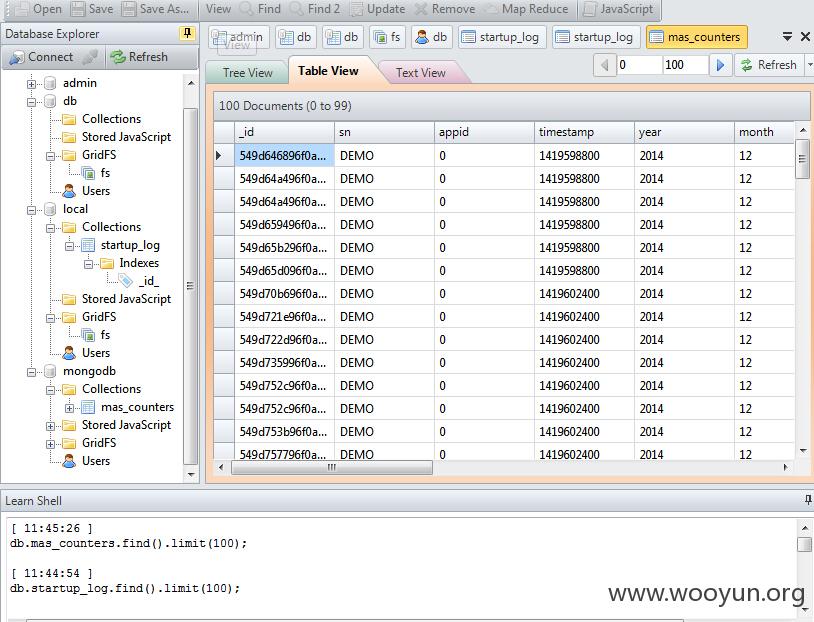 Open Save Save As... View Find Find 2 Update Remove Map Reduce JavaScript
Database Explorer
Connect Refresh
admin
db
Collections
Stored JavaScript
GridFS
fs
Users
local
Collections
startup_log
Indexes
_id_
Stored JavaScript
GridFS
fs
Users
mongodb
Collections
mas_counters
Stored JavaScript
GridFS
Users
admin db db fs db startup_log startup_log mas_counters
View
Tree View Table View Text View 0 100 Refresh
100 Documents (0 to 99)
_id sn appid timestamp year month
549d646896f0a... DEMO 0 1419598800 2014 12
549d64a496f0a... DEMO 0 1419598800 2014 12
549d64a496f0a... DEMO 0 1419598800 2014 12
549d659496f0a... DEMO 0 1419598800 2014 12
549d65b296f0a... DEMO 0 1419598800 2014 12
549d65d096f0a... DEMO 0 1419598800 2014 12
549d70b696f0a... DEMO 0 1419602400 2014 12
549d721e96f0a... DEMO 0 1419602400 2014 12
549d722d96f0a... DEMO 0 1419602400 2014 12
549d735996f0a... DEMO 0 1419602400 2014 12
549d752c96f0a... DEMO 0 1419602400 2014 12
549d752c96f0a... DEMO 0 1419602400 2014 12
549d753b96f0a... DEMO 0 1419602400 2014 12
549d757796f0a... DEMO 0 1419602400 2014 12
Learn Shell
[ 11:45:26 ]
db.mas_counters.find().limit(100);
[ 11:44:54 ]
db.startup_log.find().limit(100);
www.wooyun.org